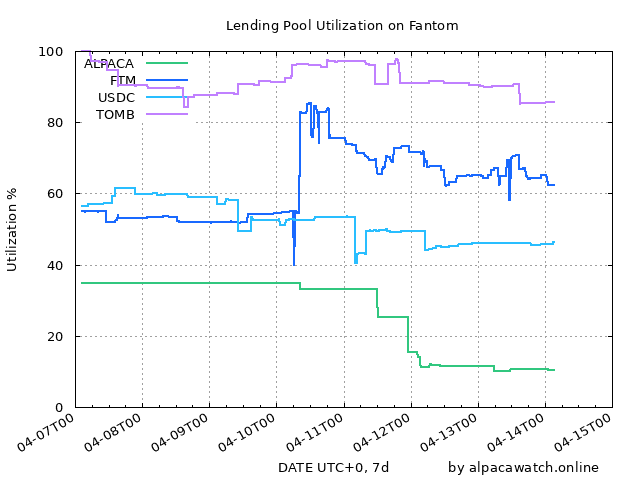 Lending Pool Utilization on Fantom
Utilization %
100
80
60
40
20
0
ALPACA
FTM
USDC
TOMB
04-07T00
04-08T00
04-09T00
04-10T00
04-11T00
04-12T00
04-13T00
04-14T00
04-15T00
DATE UTC+0, 7d
by alpacawatch.online